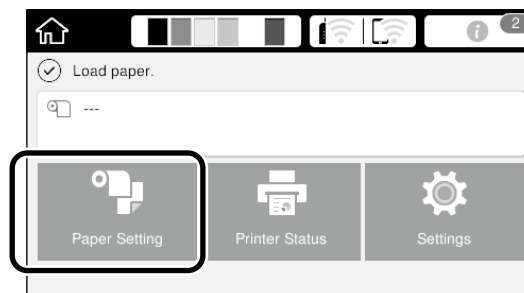 2
Load paper.
---
Paper Setting
Printer Status
Settings